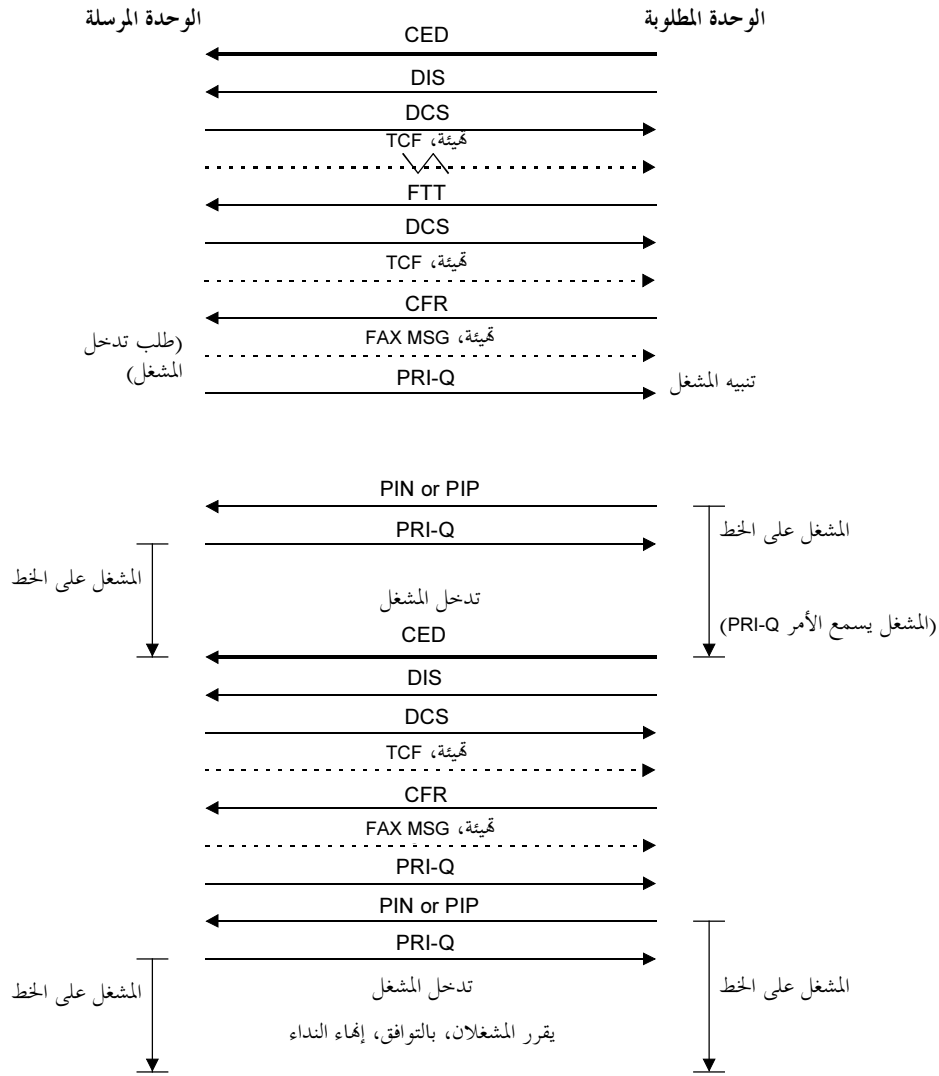 الوحدة المطلوبة
الوحدة المرسلة
CED
DIS
DCS
تهيئة، TCF
FTT
DCS
تهيئة، TCF
CFR
تهيئة، FAX MSG
(طلب تدخل
المشغل)
PRI-Q
تنبيه المشغل
PIN or PIP
المشغل على الخط
PRI-Q
المشغل على الخط
تدخل المشغل
(المشغل يسمع الأمر PRI-Q)
CED
DIS
DCS
تهيئة، TCF
CFR
تهيئة، FAX MSG
PRI-Q
PIN or PIP
PRI-Q
المشغل على الخط
تدخل المشغل
المشغل على الخط
يقرر المشغلان، بالتوافق، إنهاء النداء